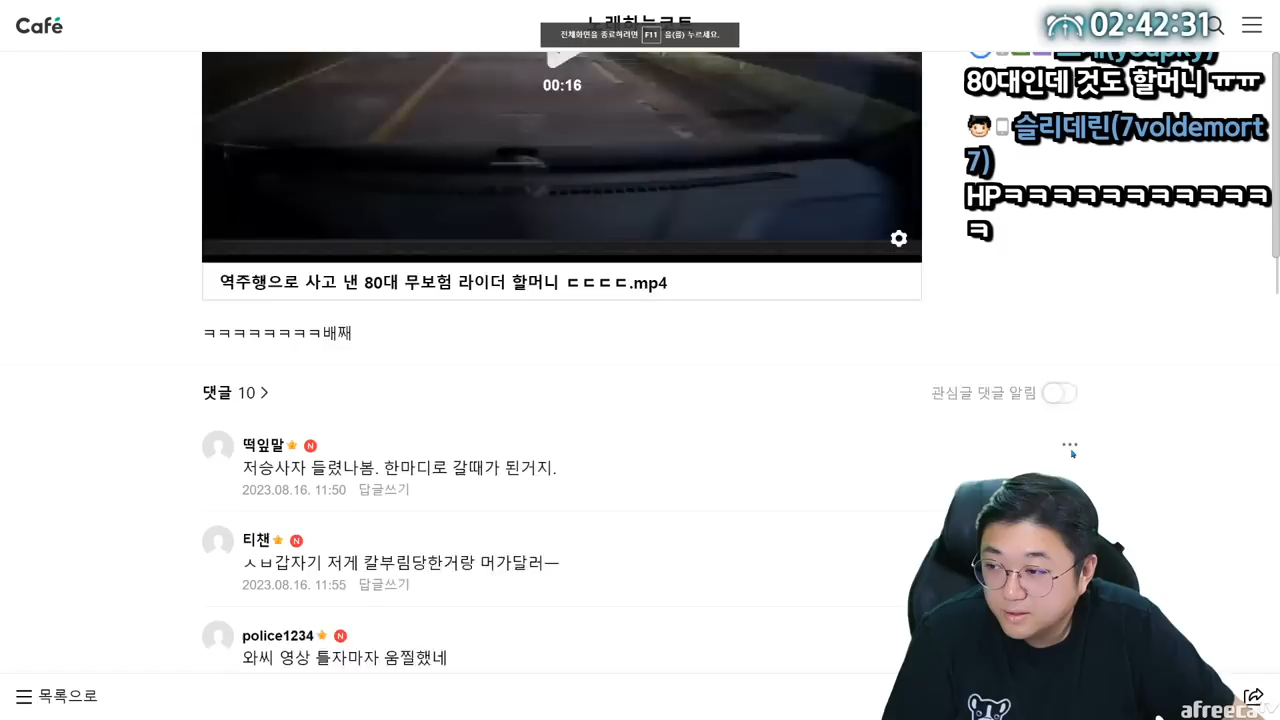 Café
노래하는코트
전체화면을 종료하려면 F11 을(를) 누르세요.
02:42:31
00:16
80대인데 것도 할머니 ㅠㅠ
슬리데린(7voldemort
7)
HPㅋㅋㅋㅋㅋㅋㅋㅋㅋㅋㅋ
ㅋ
역주행으로 사고 낸 80대 무보험 라이더 할머니 ㄷㄷㄷㄷ.mp4
ㅋㅋㅋㅋㅋㅋㅋㅋ배째
댓글 10
관심글 댓글 알림
떡잎말 N
저승사자 들렸나봄. 한마디로 갈때가 된거지.
2023.08.16. 11:50 답글쓰기
티챈 N
ㅅㅂ갑자기 저게 칼부림당한거랑 머가달러ㅡ
2023.08.16. 11:55 답글쓰기
police1234 N
와씨 영상 틀자마자 움찔했네
목록으로
afreecaTV